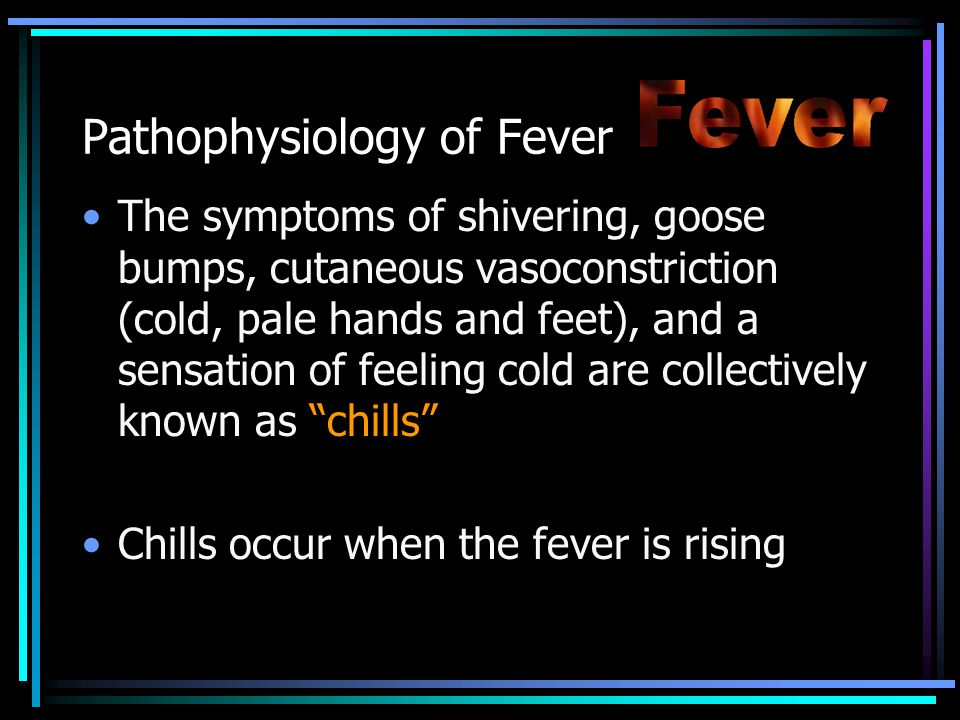 Fever
Pathophysiology of Fever
• The symptoms of shivering, goose
bumps, cutaneous vasoconstriction
(cold, pale hands and feet), and a
sensation of feeling cold are collectively
known as “chills”
• Chills occur when the fever is rising